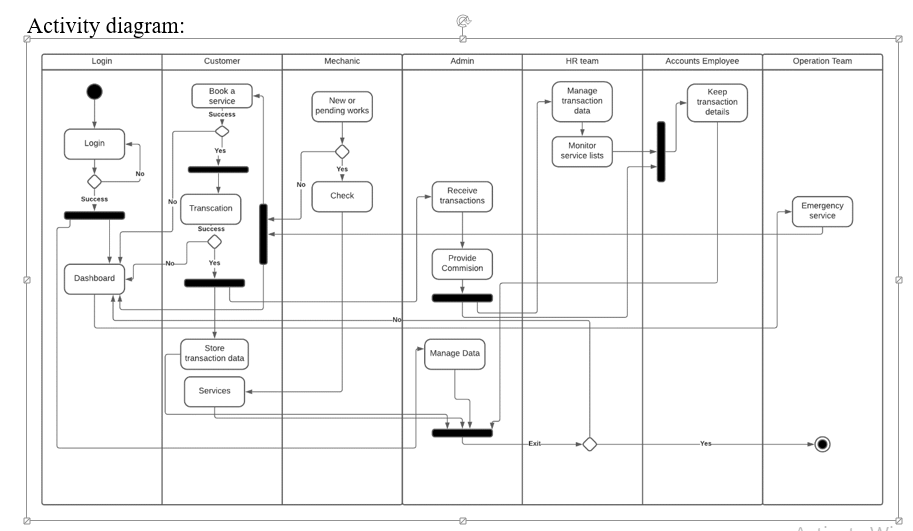 Activity diagram:
Login
Customer
Mechanic
Admin
HR team
Accounts Employee
Operation Team
Login
No
Success
Dashboard
Book a
service
Success
Yes
No
Transcation
Success
No
Yes
Store
transaction data
Services
New or
pending works
No
Yes
Check
Receive
transactions
Provide
Commision
No
Manage Data
Exit
Manage
transaction
data
Monitor
service lists
Keep
transaction
details
Yes
Emergency
service